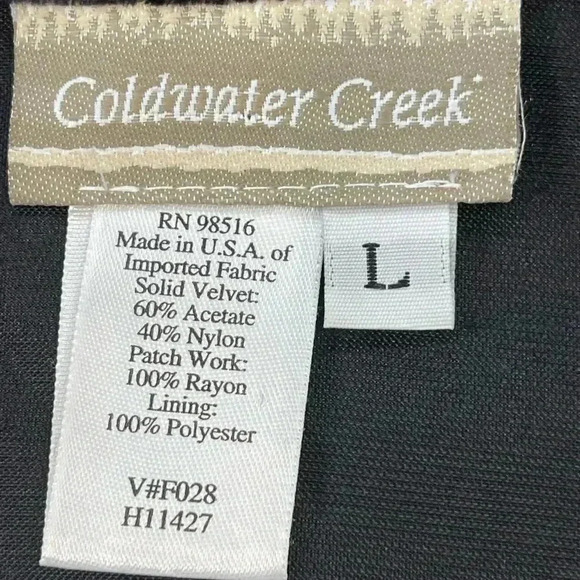 Coldwater Creek
RN 98516
Made in U.S.A. of
Imported Fabric
Solid Velvet:
60% Acetate
40% Nylon
Patch Work:
100% Rayon
Lining:
100% Polyester
V#F028
H11427
L